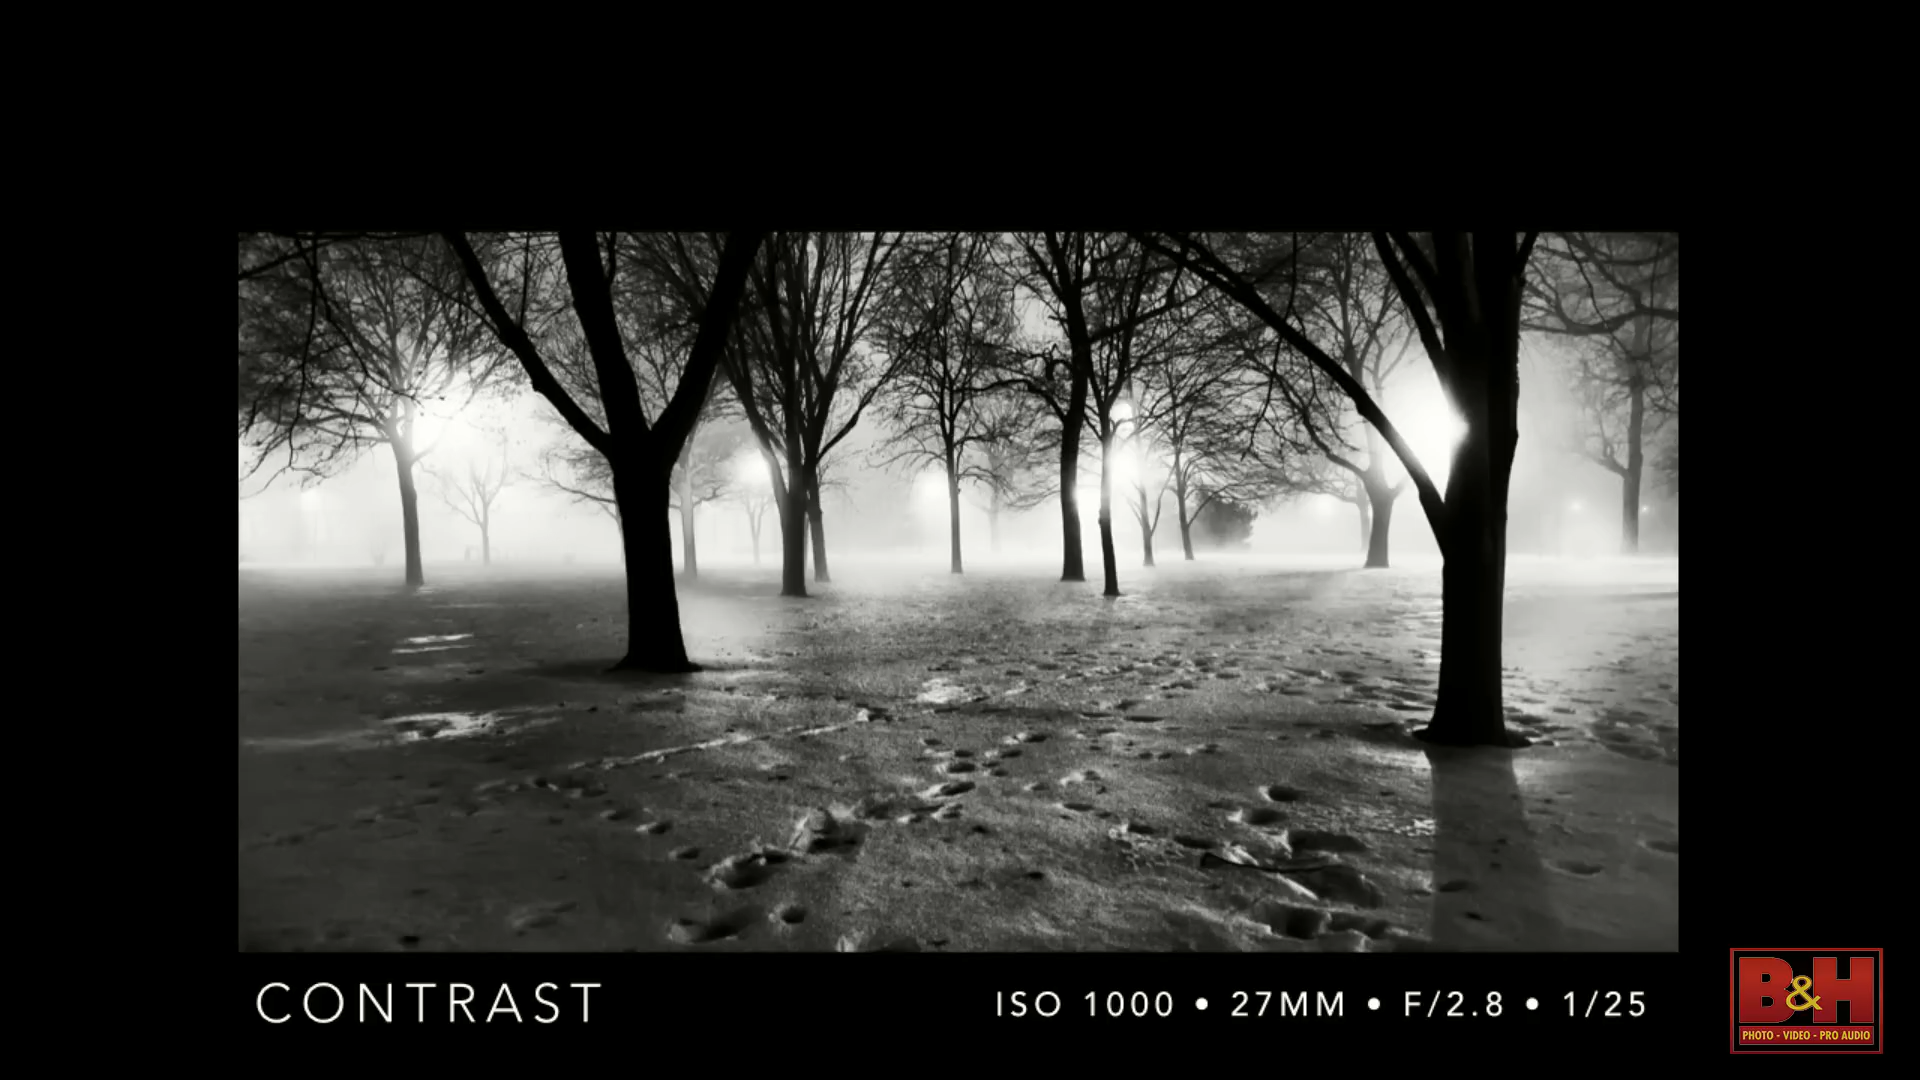 CONTRAST
ISO 1000 • 27MM • F/2.8 • 1/25
B&H
PHOTO - VIDEO - PRO AUDIO